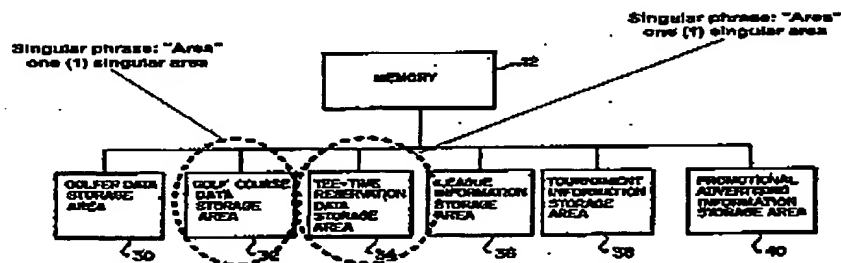 Singular phrase: "Area"
one (1) singular area
Singular phrase: "Area"
one (1) singular area
MEMORY
12
GOLFER DATA
STORAGE
AREA
30
GOLF COURSE
DATA
STORAGE
AREA
32
TEE-TIME
RESERVATION
DATA
STORAGE
AREA
34
LEAGUE
INFORMATION
STORAGE
AREA
36
TOURNAMENT
INFORMATION
STORAGE
AREA
38
PROMOTIONAL
ADVERTISING
INFORMATION
STORAGE AREA
40